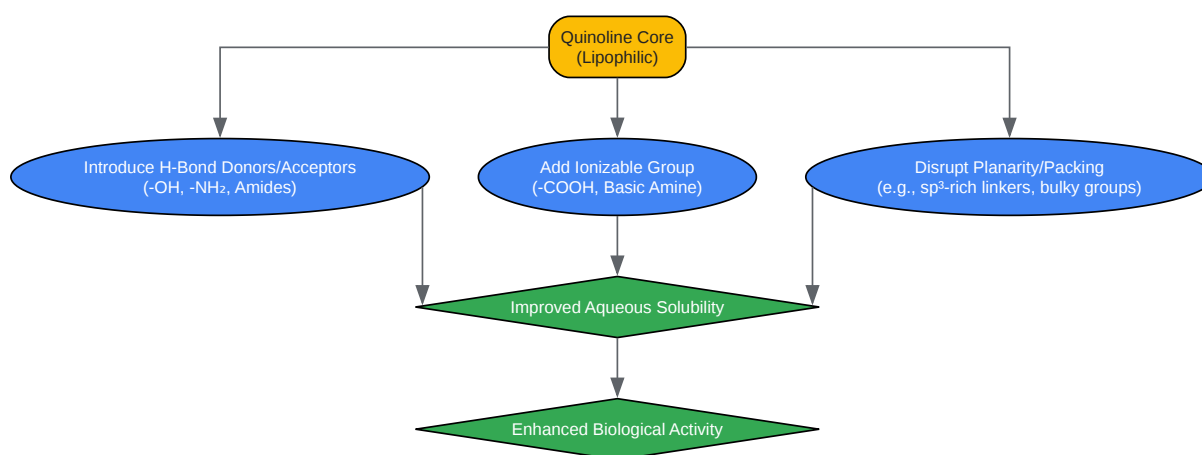 Quinoline Core
(Lipophilic)
Introduce H-Bond Donors/Acceptors
(-OH, -NH₂, Amides)
Add Ionizable Group
(-COOH, Basic Amine)
Disrupt Planarity/Packing
(e.g., sp³-rich linkers, bulky groups)
Improved Aqueous Solubility
Enhanced Biological Activity